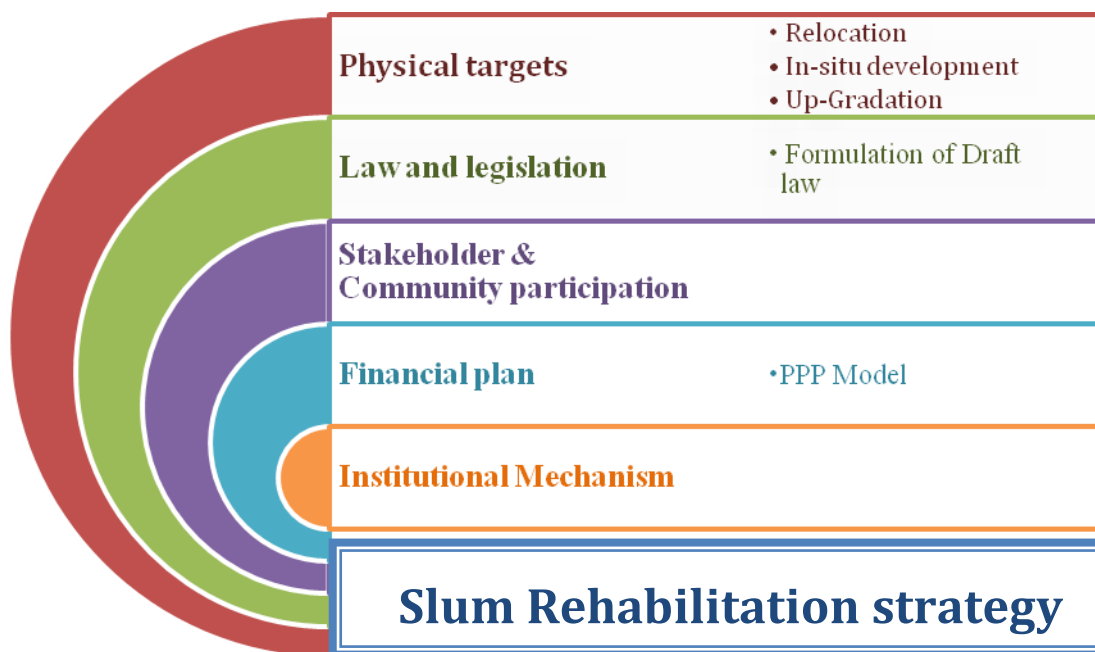 Physical targets
• Relocation
• In-situ development
• Up-Gradation
Law and legislation
• Formulation of Draft
law
Stakeholder &
Community participation
Financial plan
•PPP Model
Institutional Mechanism
Slum Rehabilitation strategy